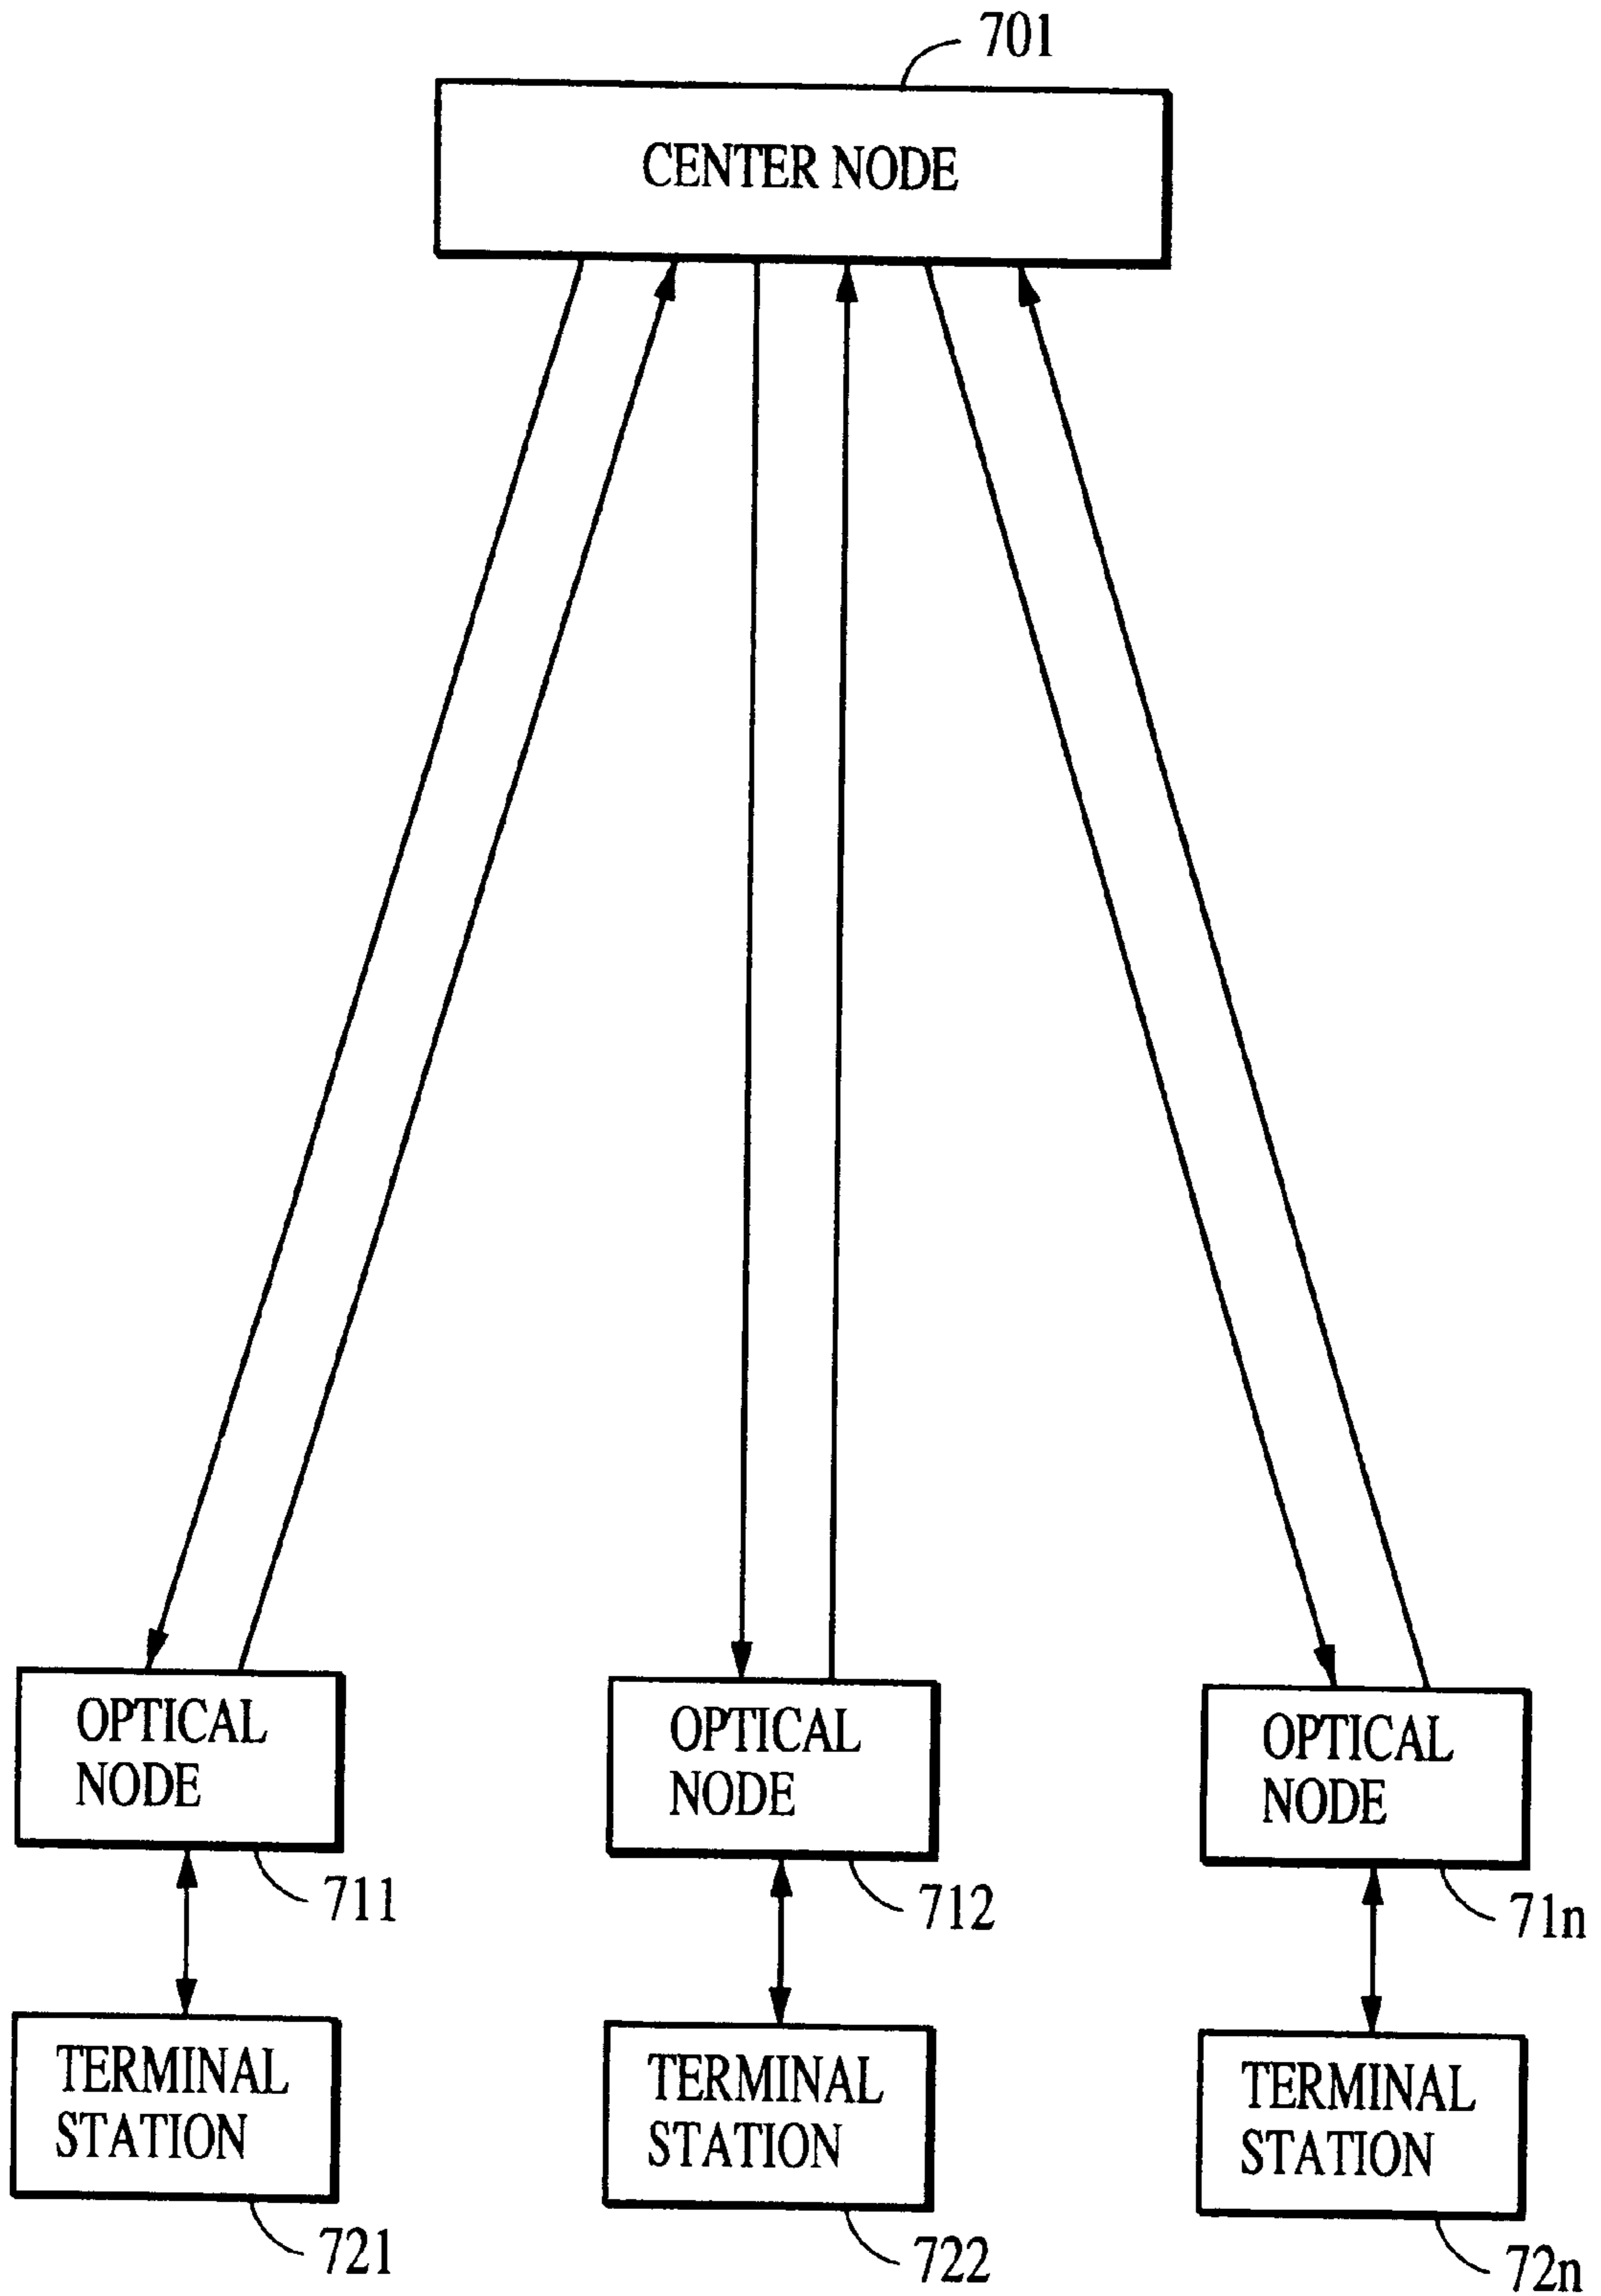 701
CENTER NODE
OPTICAL
NODE
711
OPTICAL
NODE
712
OPTICAL
NODE
71n
TERMINAL
STATION
721
TERMINAL
STATION
722
TERMINAL
STATION
72n